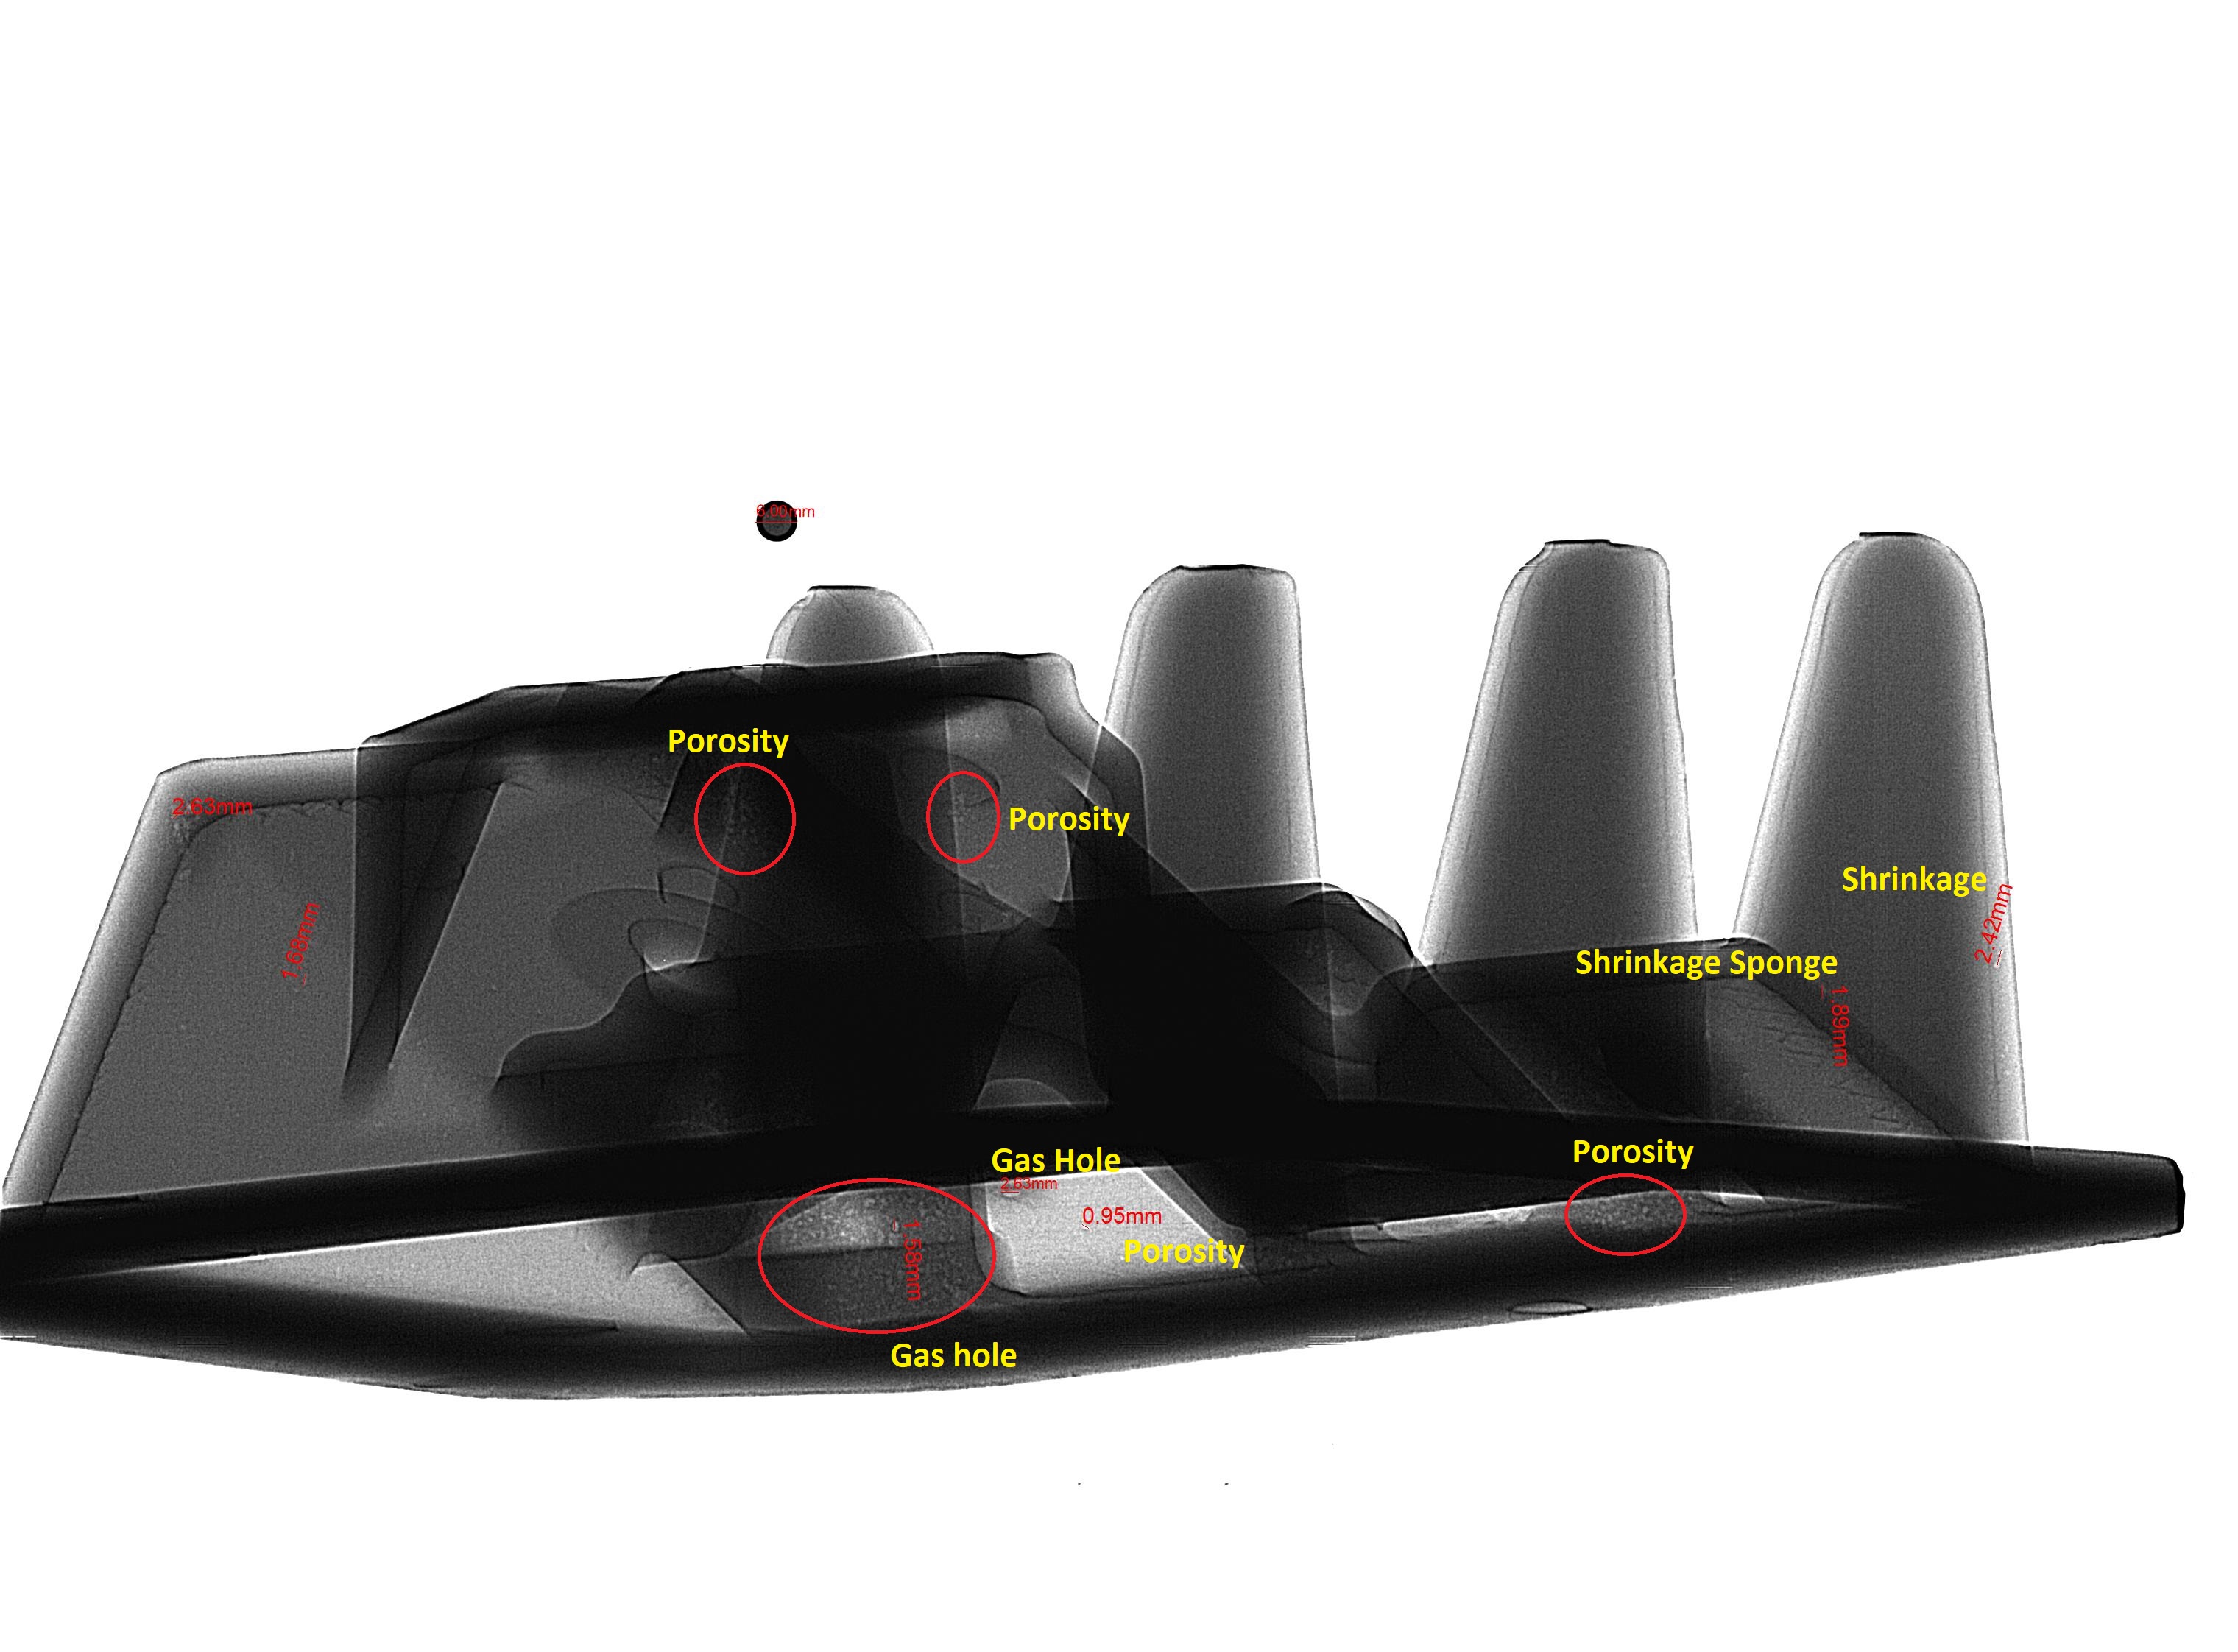 6.00mm
Porosity
2.63mm
Porosity
Shrinkage
1.68mm
2.42mm
Shrinkage Sponge
1.89mm
Gas Hole
Porosity
2.63mm
0.95mm
1.58mm
Porosity
Gas hole